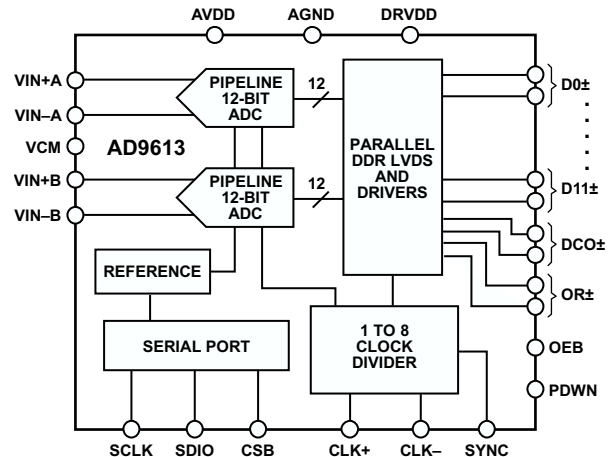 AVDD AGND DRVDD
VIN+A
VIN–A
VCM
VIN+B
VIN–B
PIPELINE
12-BIT
ADC
12
AD9613
PIPELINE
12-BIT
ADC
12
PARALLEL
DDR LVDS
AND
DRIVERS
D0±
D11±
DCO±
OR±
OEB
PDWN
REFERENCE
SERIAL PORT
1 TO 8
CLOCK
DIVIDER
SCLK SDIO CSB CLK+ CLK– SYNC